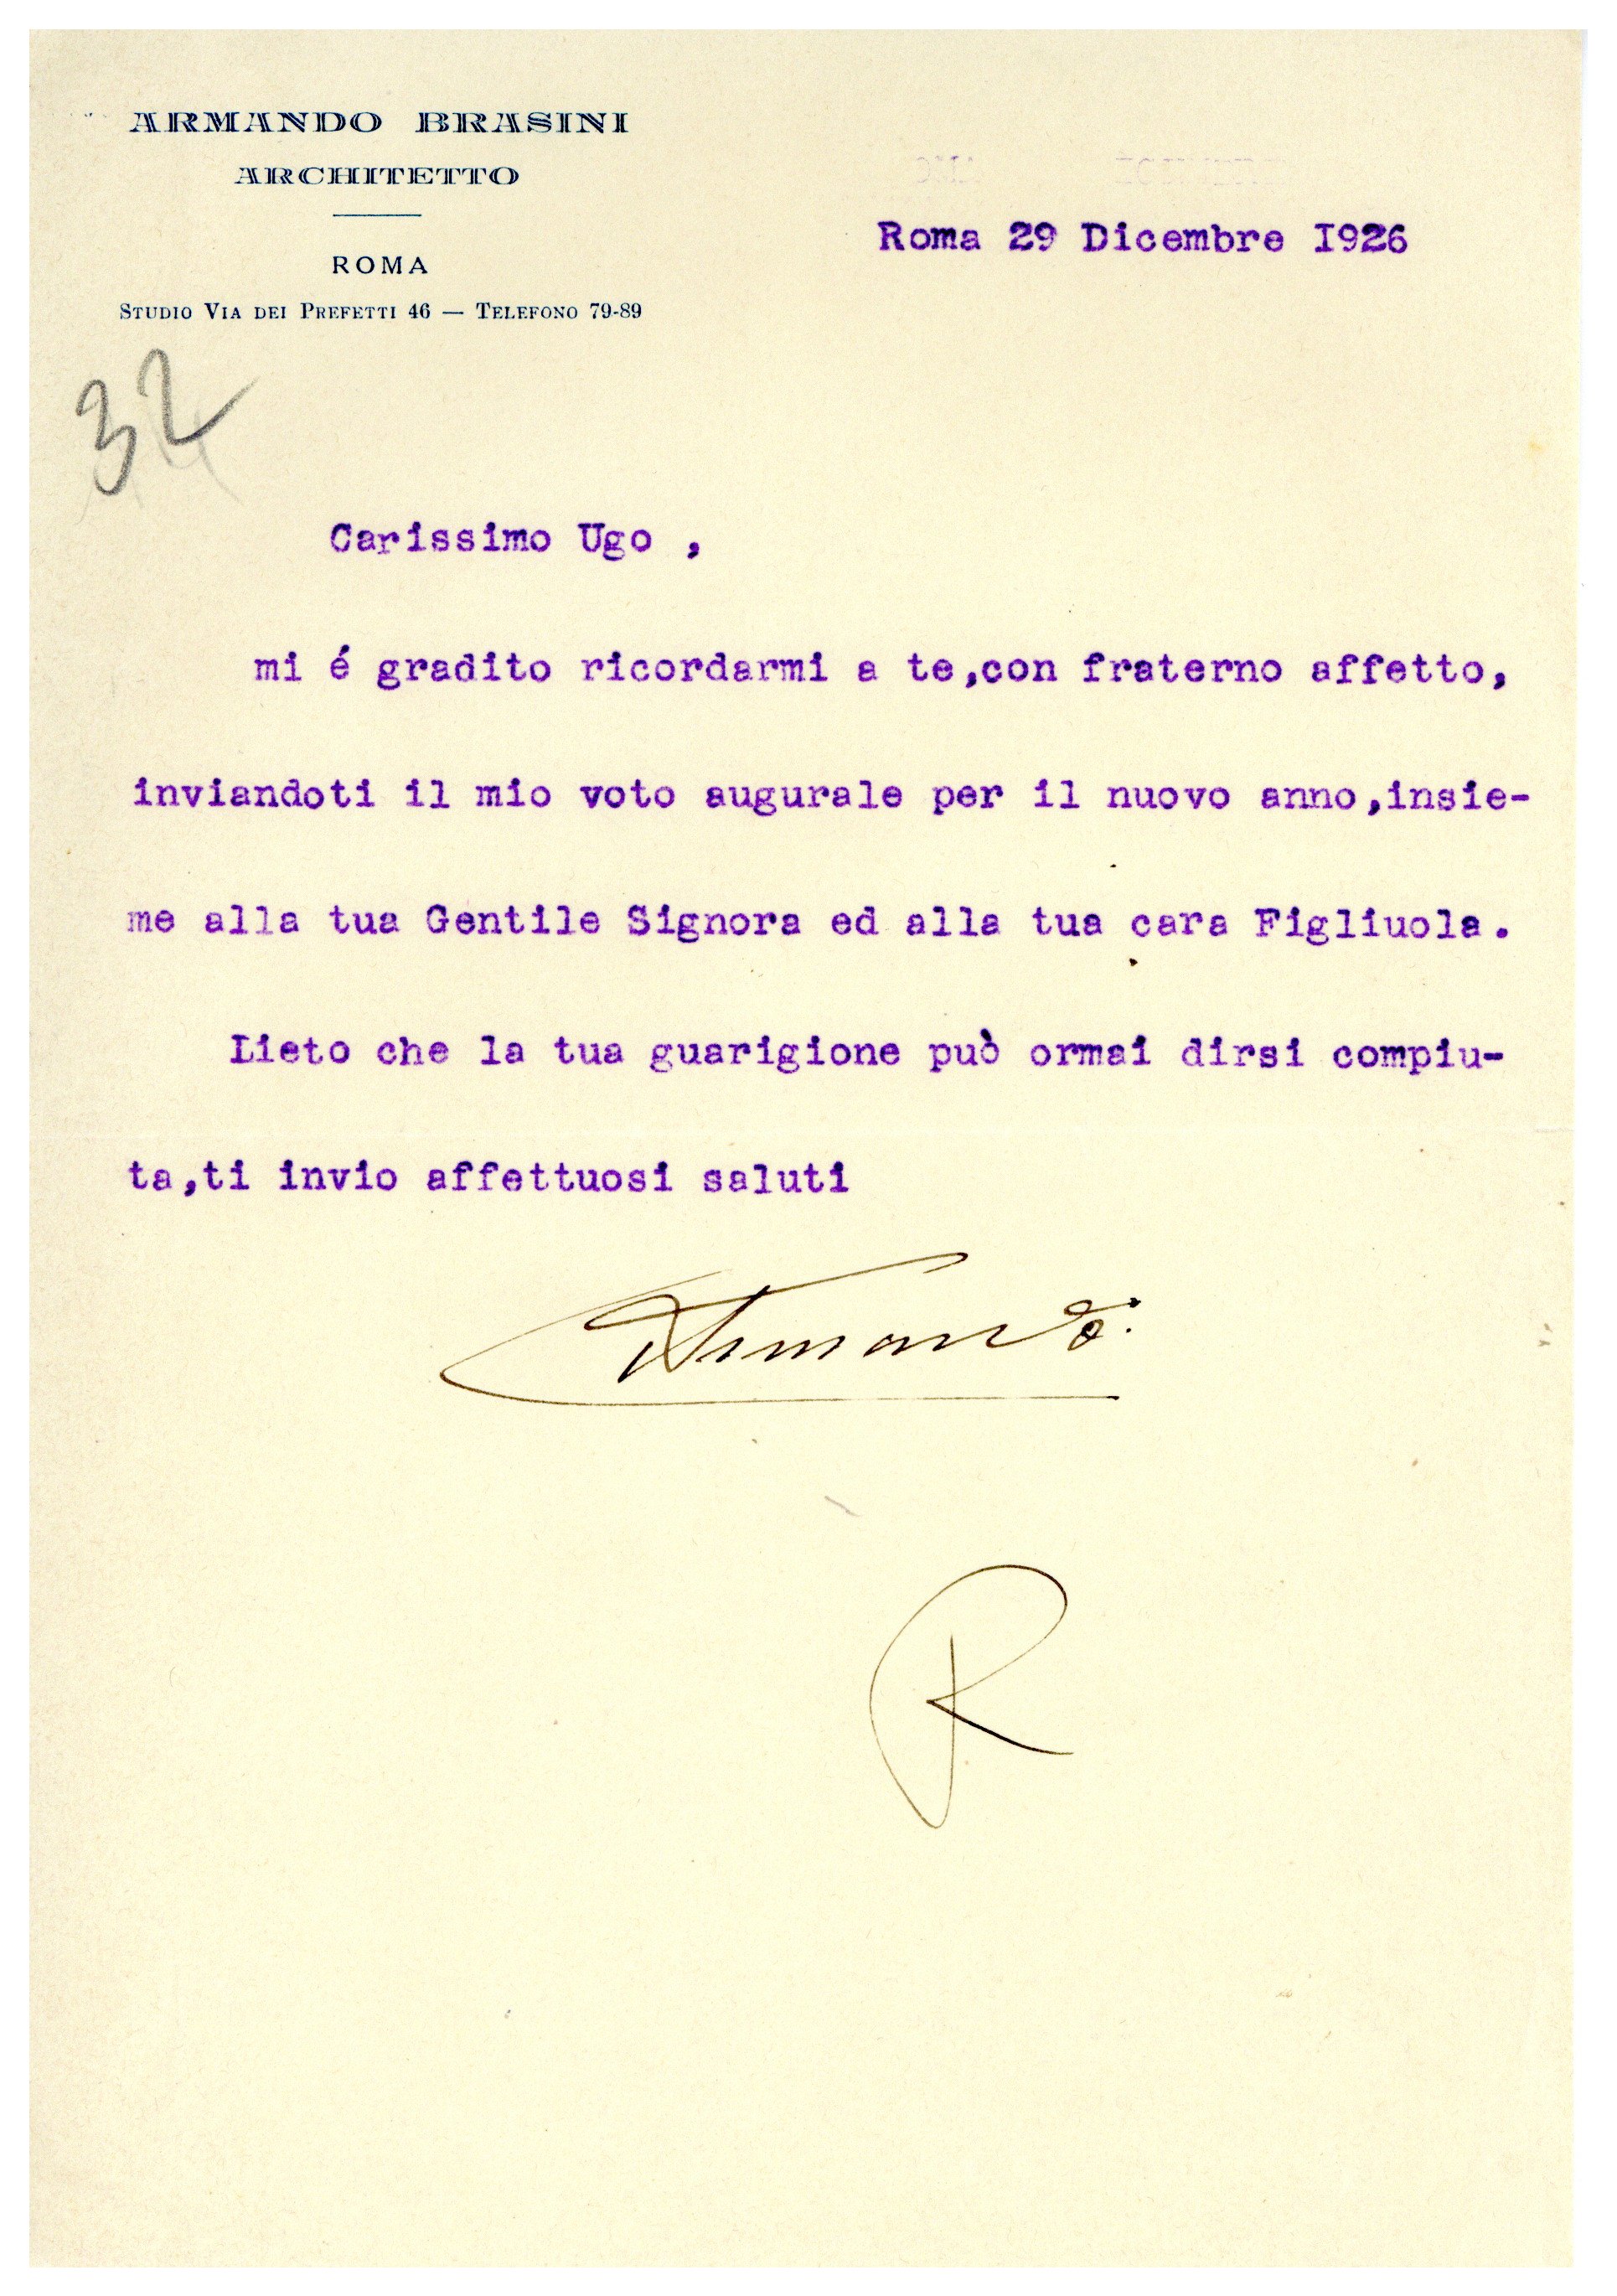 ARMANDO BRASINI
ARCHITETTO
ROMA
STUDIO VIA DEI PREFETTI 46 — TELEFONO 79-89
Roma 29 Dicembre I926
32
Carissimo Ugo ,
mi é gradito ricordarmi a te,con fraterno affetto,
inviandoti il mio voto augurale per il nuovo anno,insie-
me alla tua Gentile Signora ed alla tua cara Figliuola.
Lieto che la tua guarigione può ormai dirsi compiu-
ta,ti invio affettuosi saluti
Armando.
R